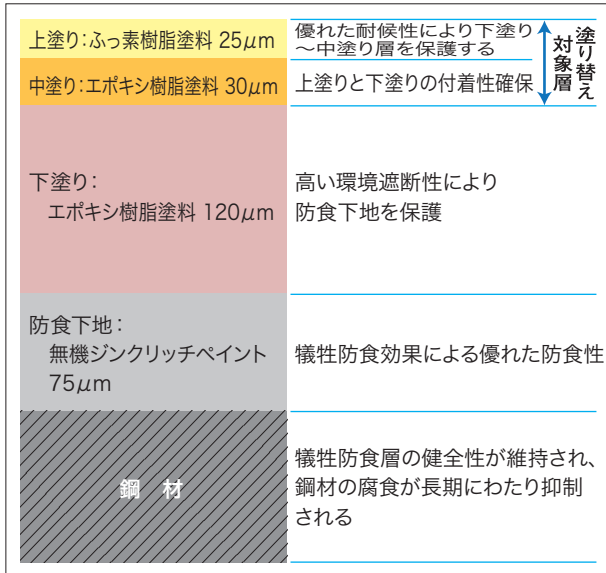 上塗り：ふっ素樹脂塗料 25μm
優れた耐候性により下塗り
～中塗り層を保護する
中塗り：エポキシ樹脂塗料 30μm
上塗りと下塗りの付着性確保
塗り替え
対象層
下塗り：
エポキシ樹脂塗料 120μm
高い環境遮断性により
防食下地を保護
防食下地：
無機ジンクリッチペイント
75μm
犠牲防食効果による優れた防食性
鋼 材
犠牲防食層の健全性が維持され、
鋼材の腐食が長期にわたり抑制
される